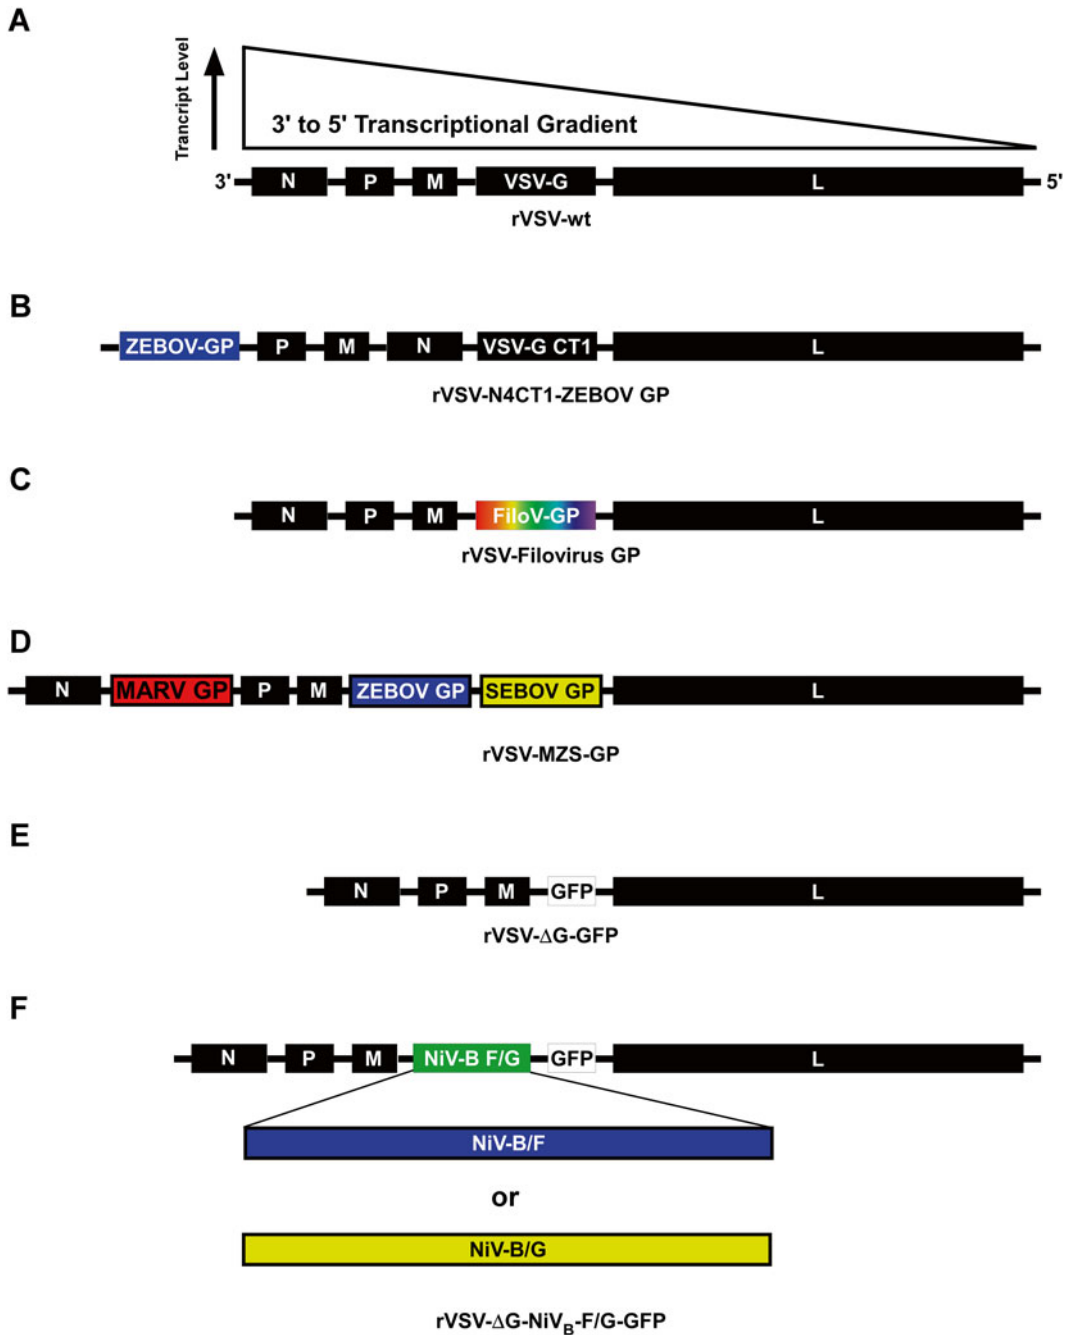 A
Trancript Level
3' to 5' Transcriptional Gradient
3' N P M VSV-G L 5'
rVSV-wt
B
ZEBOV-GP P M N VSV-G CT1 L
rVSV-N4CT1-ZEBOV GP
C
N P M FiloV-GP L
rVSV-Filovirus GP
D
N MARV GP P M ZEBOV GP SEBOV GP L
rVSV-MZS-GP
E
N P M GFP L
rVSV-ΔG-GFP
F
N P M NiV-B F/G GFP L
NiV-B/F
or
NiV-B/G
rVSV-ΔG-NiV_B-F/G-GFP